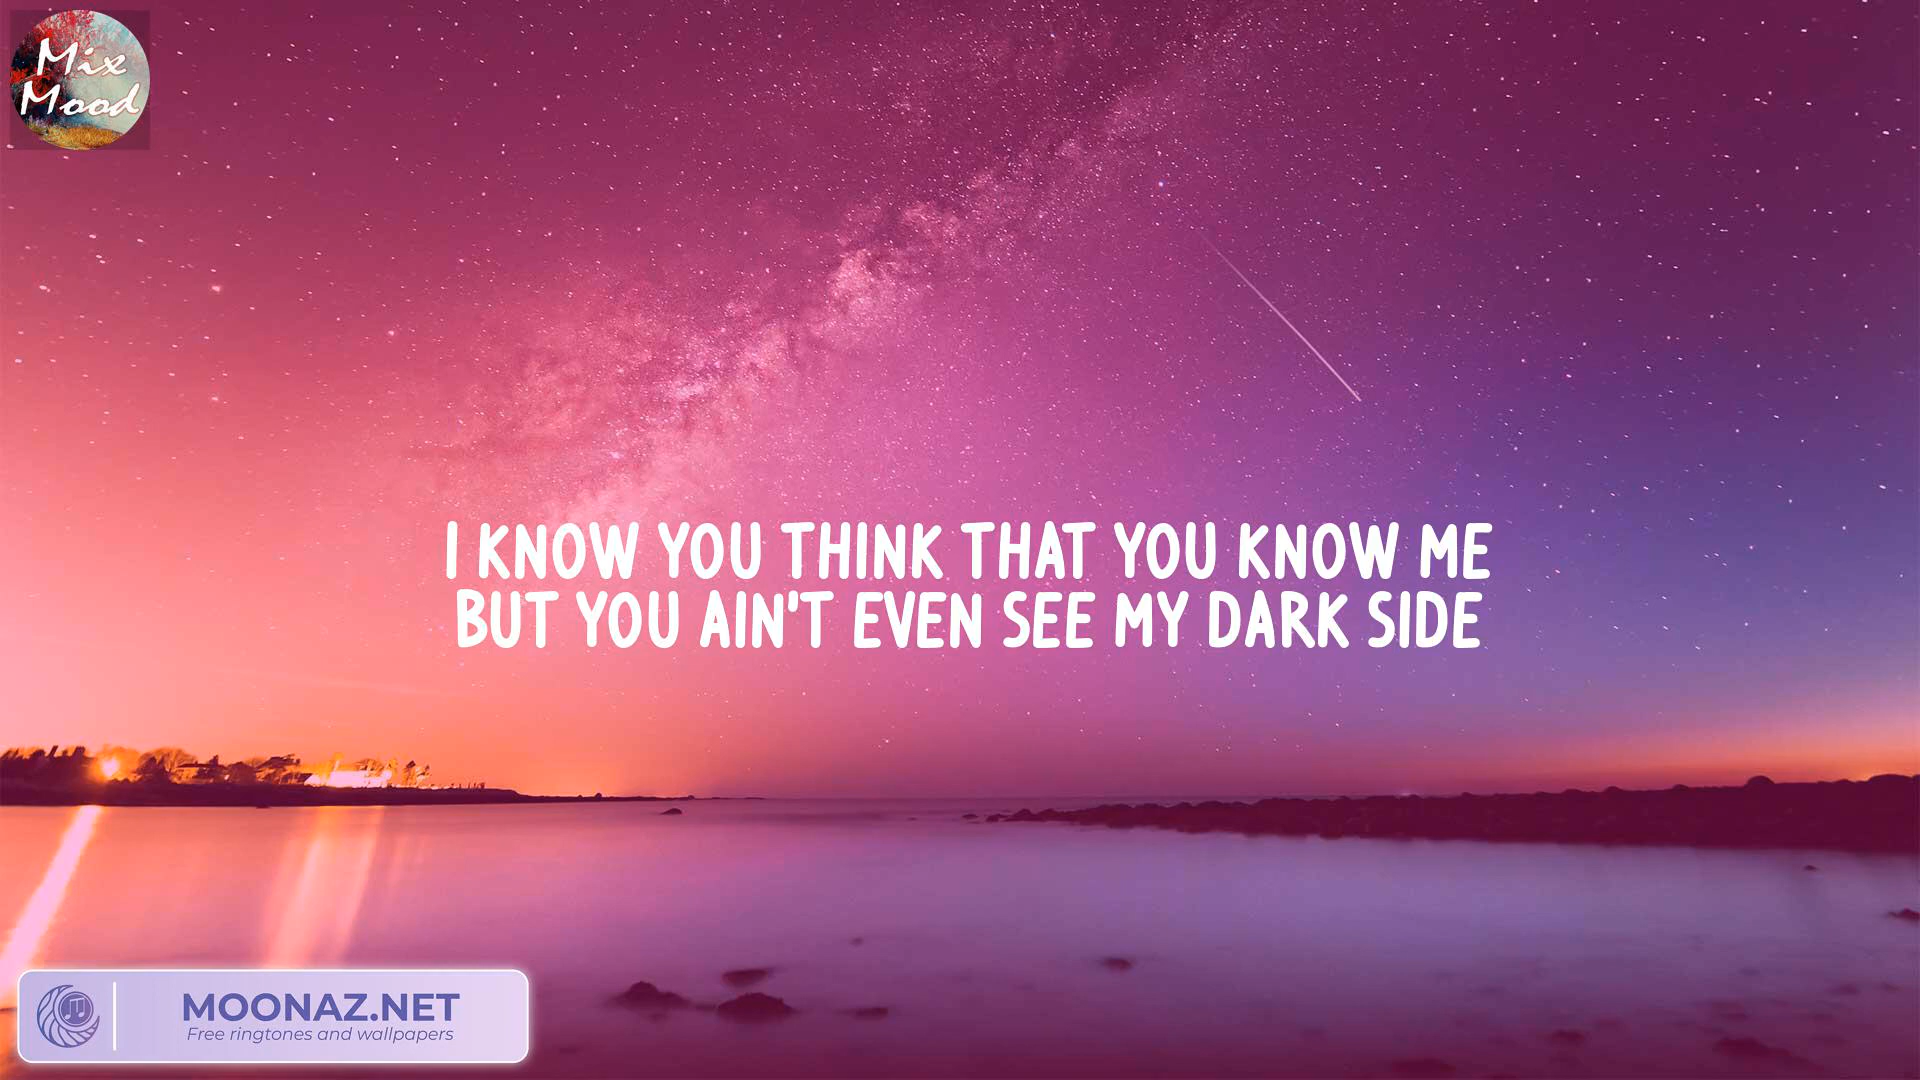 Mix
Mood
I KNOW YOU THINK THAT YOU KNOW ME
BUT YOU AIN'T EVEN SEE MY DARK SIDE
MOONAZ.NET
Free ringtones and wallpapers